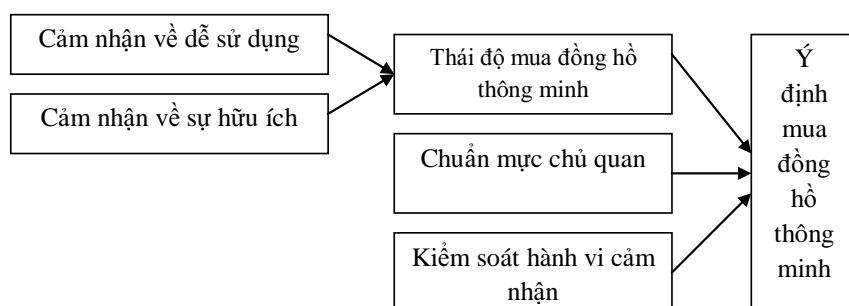 Cảm nhận về dễ sử dụng
Cảm nhận về sự hữu ích
Thái độ mua đồng hồ
thông minh
Chuẩn mực chủ quan
Kiểm soát hành vi cảm
nhận
Ý
định
mua
đồng
hồ
thông
minh